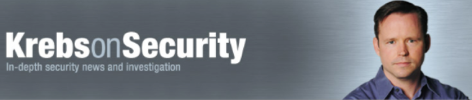 KrebsonSecurity
In-depth security news and investigation